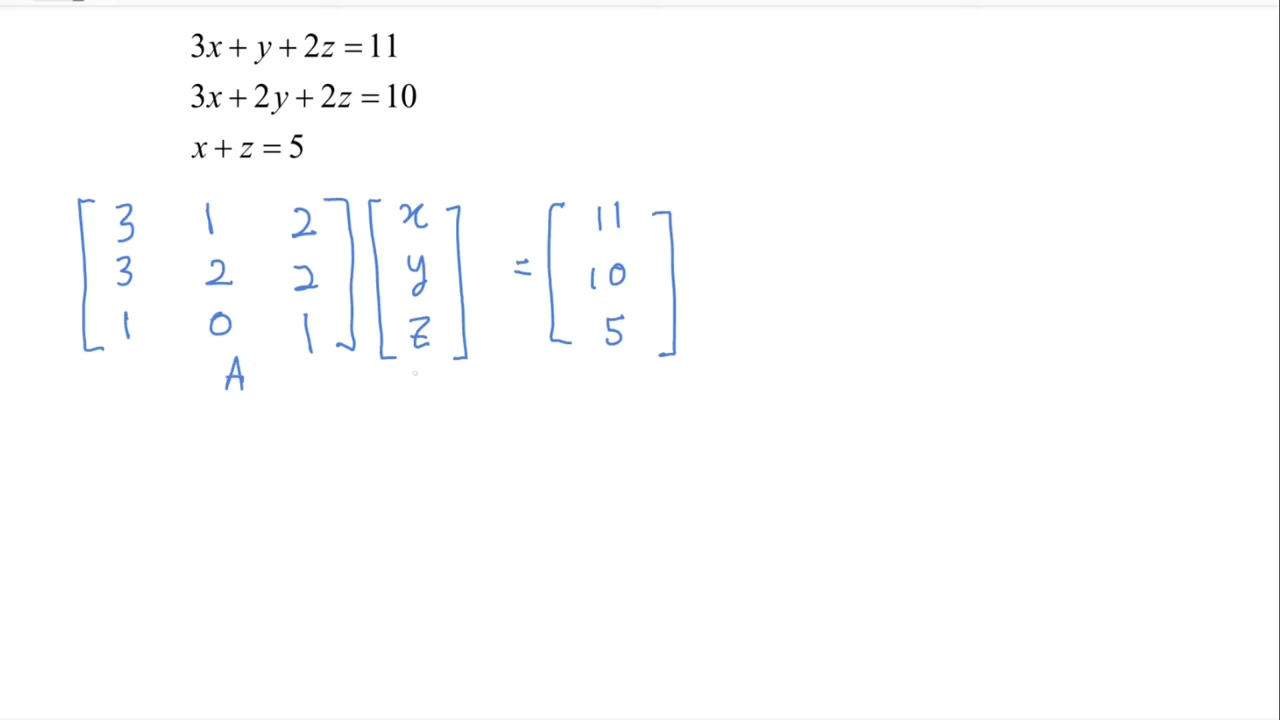 3x + y + 2z = 11
3x + 2y + 2z = 10
x + z = 5
[ 3 1 2 ] [ x ] = [ 11 ]
[ 3 2 2 ] [ y ] [ 10 ]
[ 1 0 1 ] [ z ] [ 5 ]
A